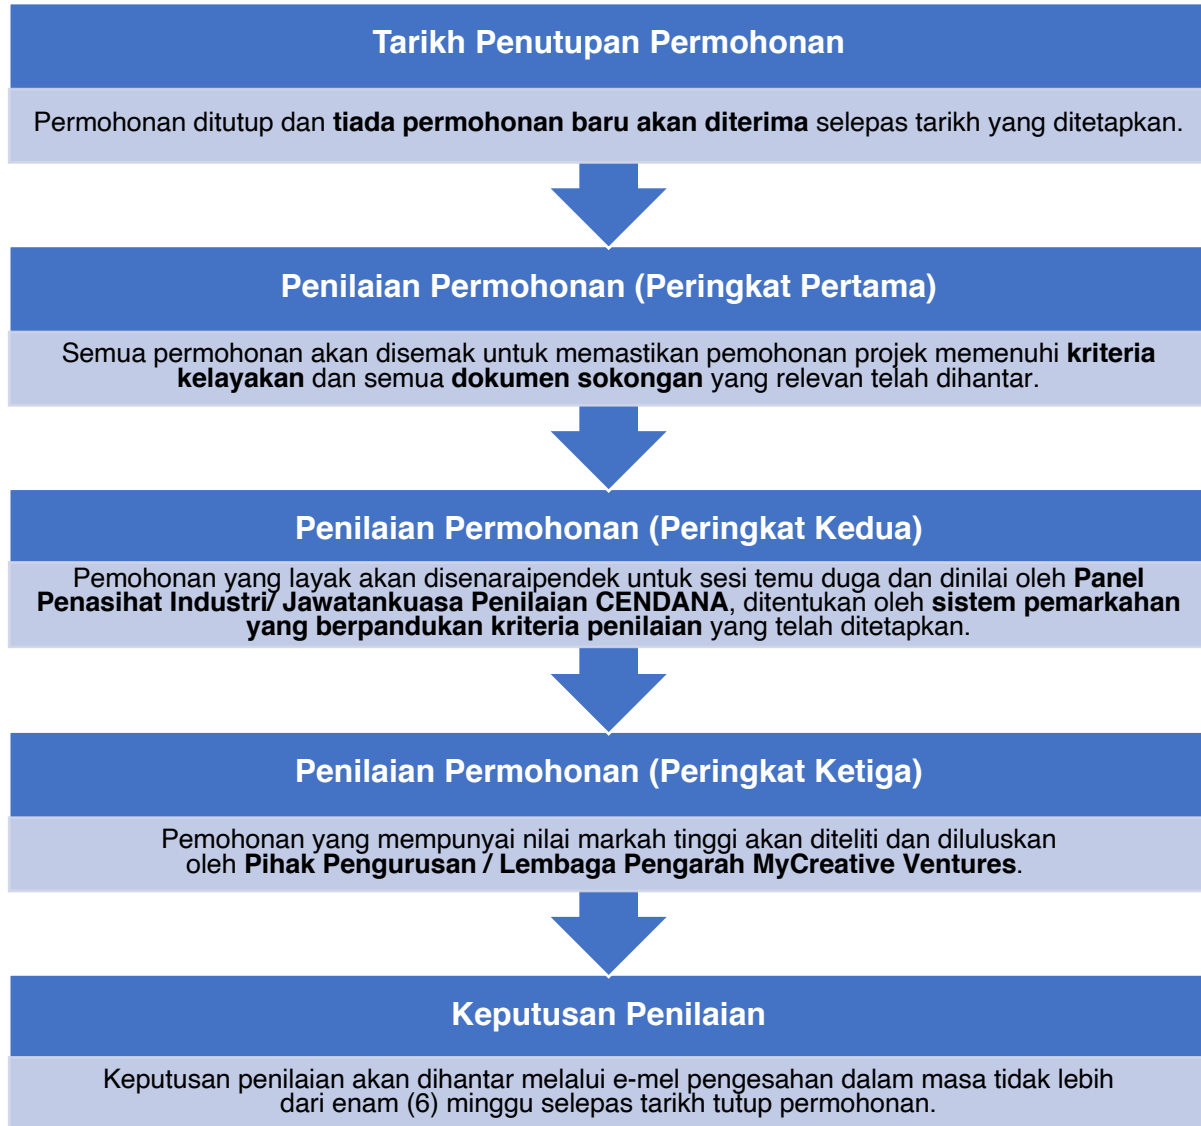 Tarikh Penutupan Permohonan
Permohonan ditutup dan tiada permohonan baru akan diterima selepas tarikh yang ditetapkan.
Penilaian Permohonan (Peringkat Pertama)
Semua permohonan akan disemak untuk memastikan pemohonan projek memenuhi kriteria
kelayakan dan semua dokumen sokongan yang relevan telah dihantar.
Penilaian Permohonan (Peringkat Kedua)
Pemohonan yang layak akan disenaraipendek untuk sesi temu duga dan dinilai oleh Panel
Penasihat Industri/ Jawatankuasa Penilaian CENDANA, ditentukan oleh sistem pemarkahan
yang berpandukan kriteria penilaian yang telah ditetapkan.
Penilaian Permohonan (Peringkat Ketiga)
Pemohonan yang mempunyai nilai markah tinggi akan diteliti dan diluluskan
oleh Pihak Pengurusan / Lembaga Pengarah MyCreative Ventures.
Keputusan Penilaian
Keputusan penilaian akan dihantar melalui e-mel pengesahan dalam masa tidak lebih
dari enam (6) minggu selepas tarikh tutup permohonan.